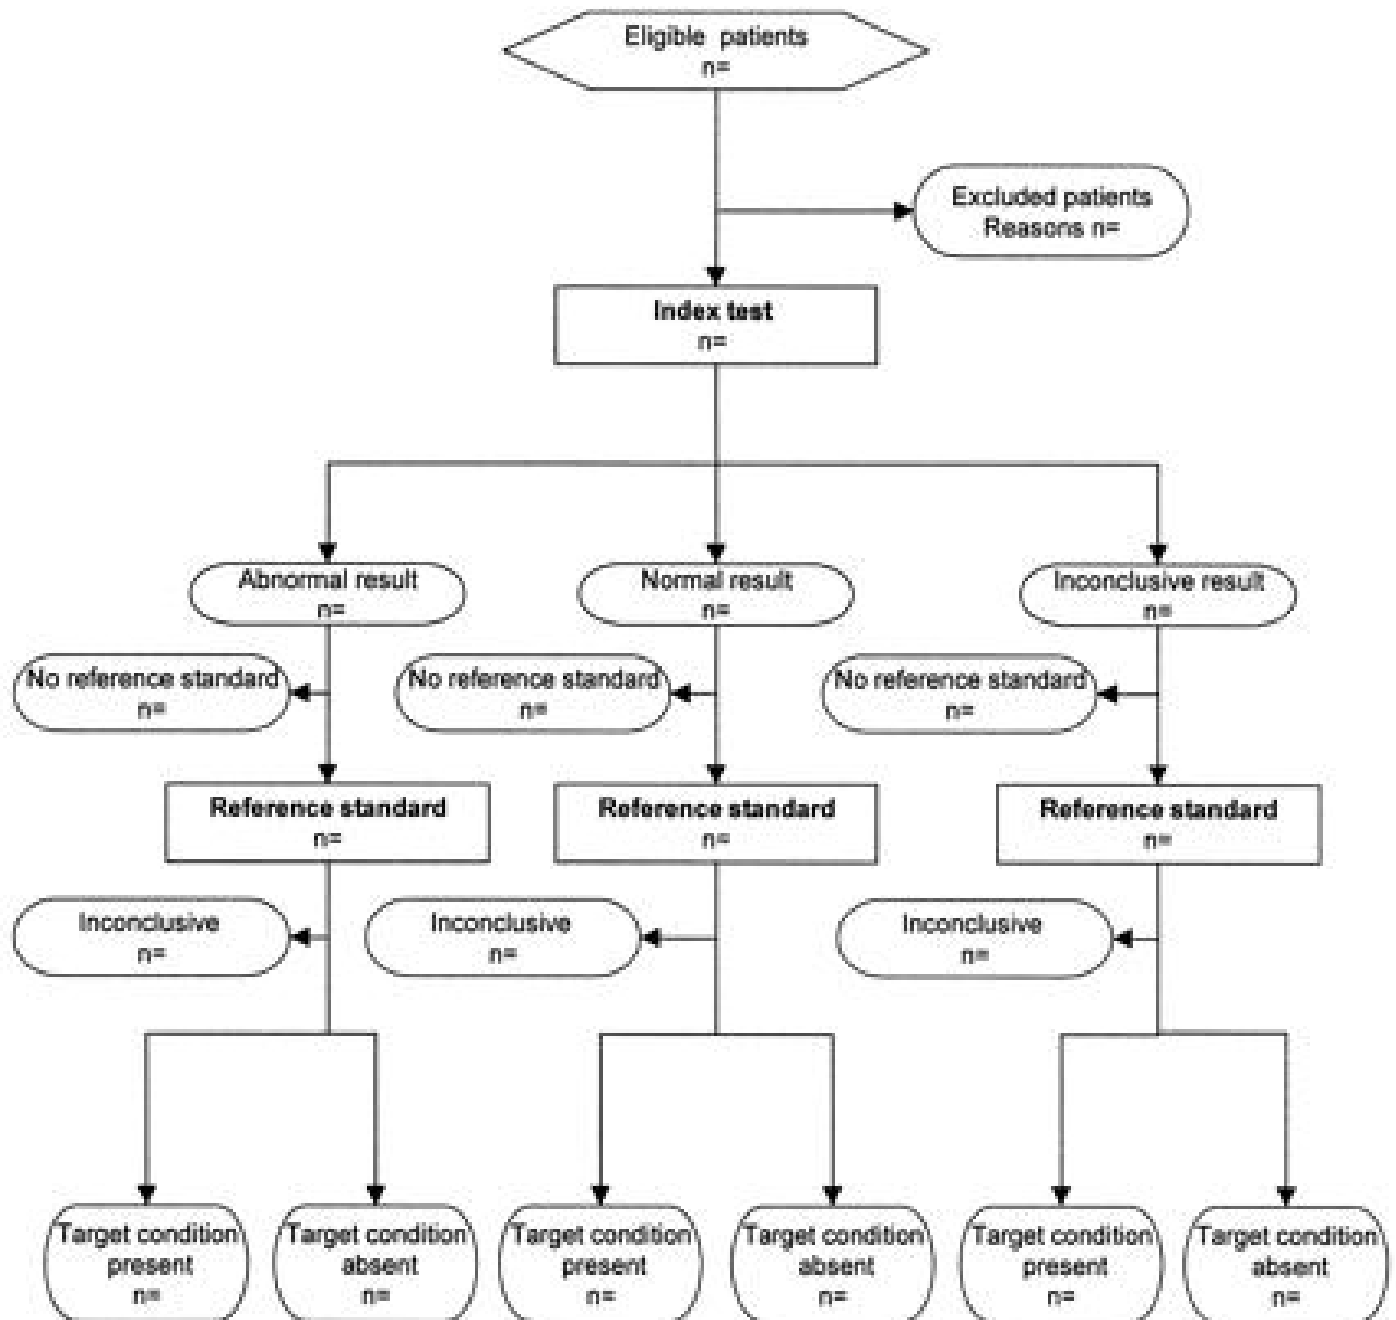 Eligible patients
n=
Excluded patients
Reasons n=
Index test
n=
Abnormal result
n=
Normal result
n=
Inconclusive result
n=
No reference standard
n=
No reference standard
n=
No reference standard
n=
Reference standard
n=
Reference standard
n=
Reference standard
n=
Inconclusive
n=
Inconclusive
n=
Inconclusive
n=
Target condition
present
n=
Target condition
absent
n=
Target condition
present
n=
Target condition
absent
n=
Target condition
present
n=
Target condition
absent
n=